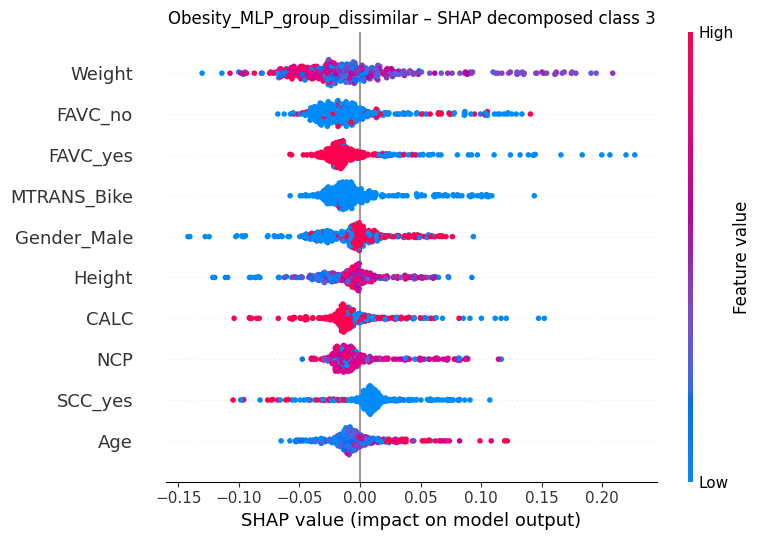 Obesity_MLP_group_dissimilar – SHAP decomposed class 3
High
Weight
FAVC_no
FAVC_yes
MTRANS_Bike
Gender_Male
Height
CALC
NCP
SCC_yes
Age
Feature value
Low
−0.15 −0.10 −0.05 0.00 0.05 0.10 0.15 0.20
SHAP value (impact on model output)